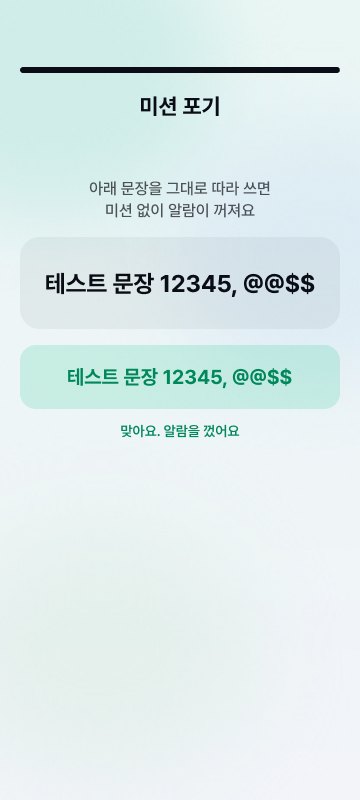 미션 포기
아래 문장을 그대로 따라 쓰면
미션 없이 알람이 꺼져요
테스트 문장 12345, @@$$
테스트 문장 12345, @@$$
맞아요. 알람을 껐어요